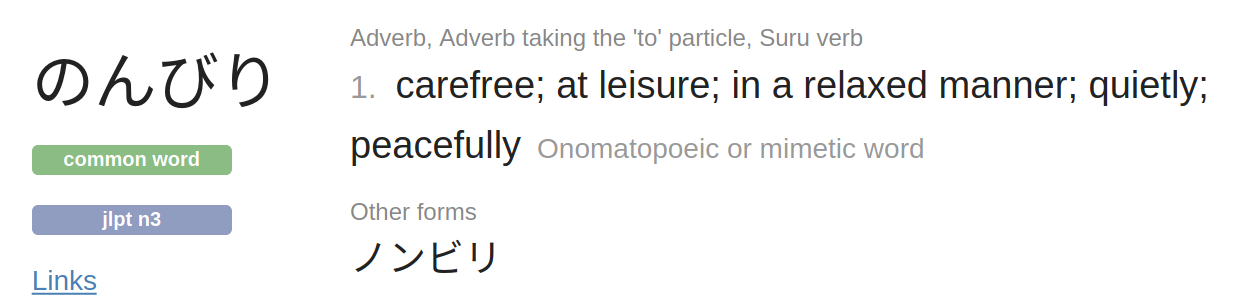 のんびり
common word
jlpt n3
Links
Adverb, Adverb taking the 'to' particle, Suru verb
1. carefree; at leisure; in a relaxed manner; quietly;
peacefully Onomatopoeic or mimetic word
Other forms
ノンビリ